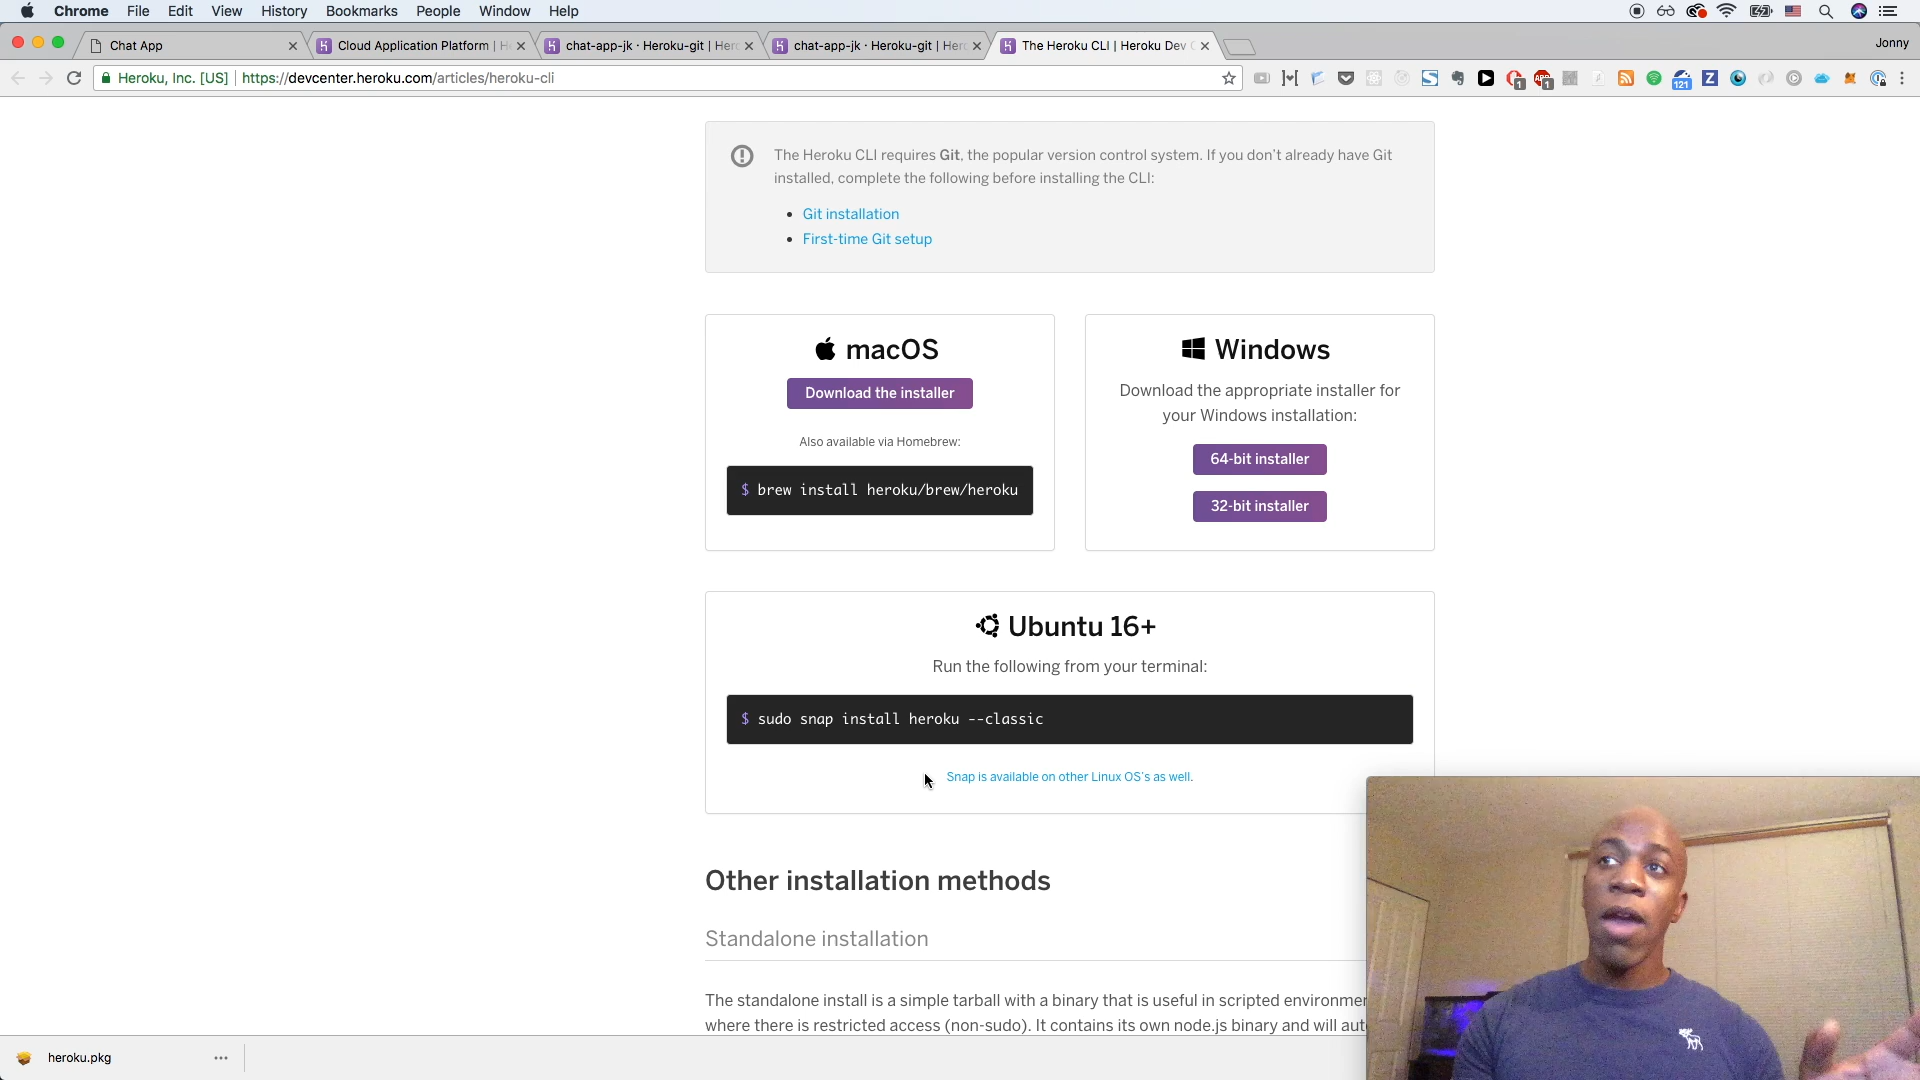 Chrome File Edit View History Bookmarks People Window Help
Chat App
Cloud Application Platform | H
chat-app-jk · Heroku-git | Her
chat-app-jk · Heroku-git | Her
The Heroku CLI | Heroku Dev C
Jonny
Heroku, Inc. [US] https://devcenter.heroku.com/articles/heroku-cli
1 1 121
The Heroku CLI requires Git, the popular version control system. If you don’t already have Git
installed, complete the following before installing the CLI:
• Git installation
• First-time Git setup
macOS
Download the installer
Also available via Homebrew:
$ brew install heroku/brew/heroku
Windows
Download the appropriate installer for
your Windows installation:
64-bit installer
32-bit installer
Ubuntu 16+
Run the following from your terminal:
$ sudo snap install heroku --classic
Snap is available on other Linux OS’s as well.
Other installation methods
Standalone installation
The standalone install is a simple tarball with a binary that is useful in scripted environmen
where there is restricted access (non-sudo). It contains its own node.js binary and will aut
heroku.pkg